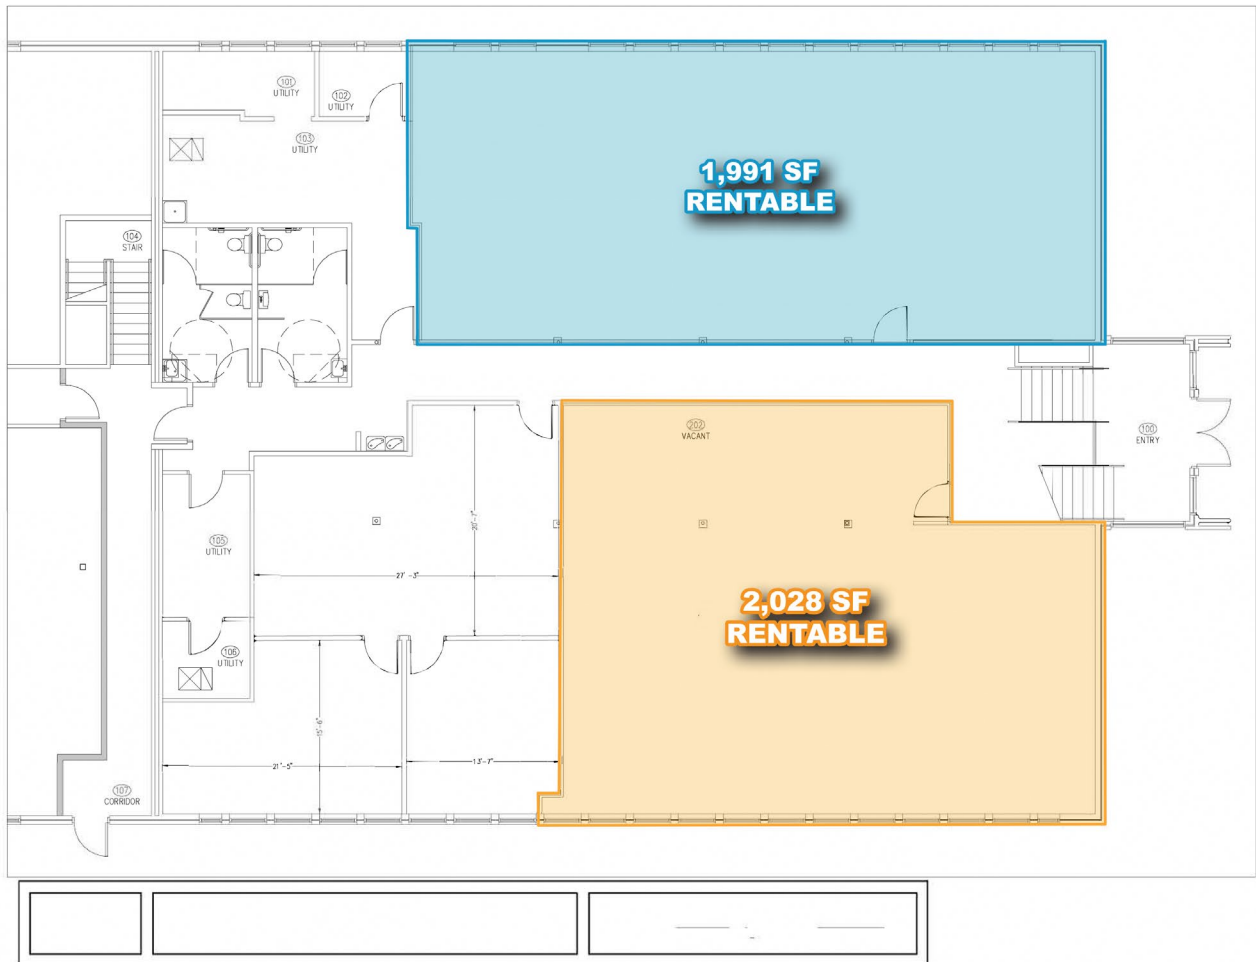 101
UTILITY
102
UTILITY
103
UTILITY
1,991 SF
RENTABLE
104
STAIR
202
VACANT
100
ENTRY
20'-1"
105
UTILITY
27'-3"
2,028 SF
RENTABLE
106
UTILITY
15'-6"
21'-5"
13'-7"
107
CORRIDOR